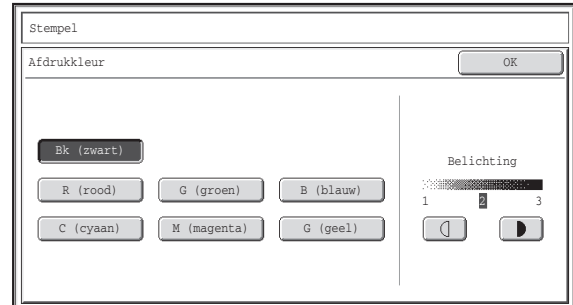 Stempel
Afdrukkleur OK
Bk (zwart)
Belichting
R (rood) G (groen) B (blauw)
1 2 3
C (cyaan) M (magenta) G (geel)